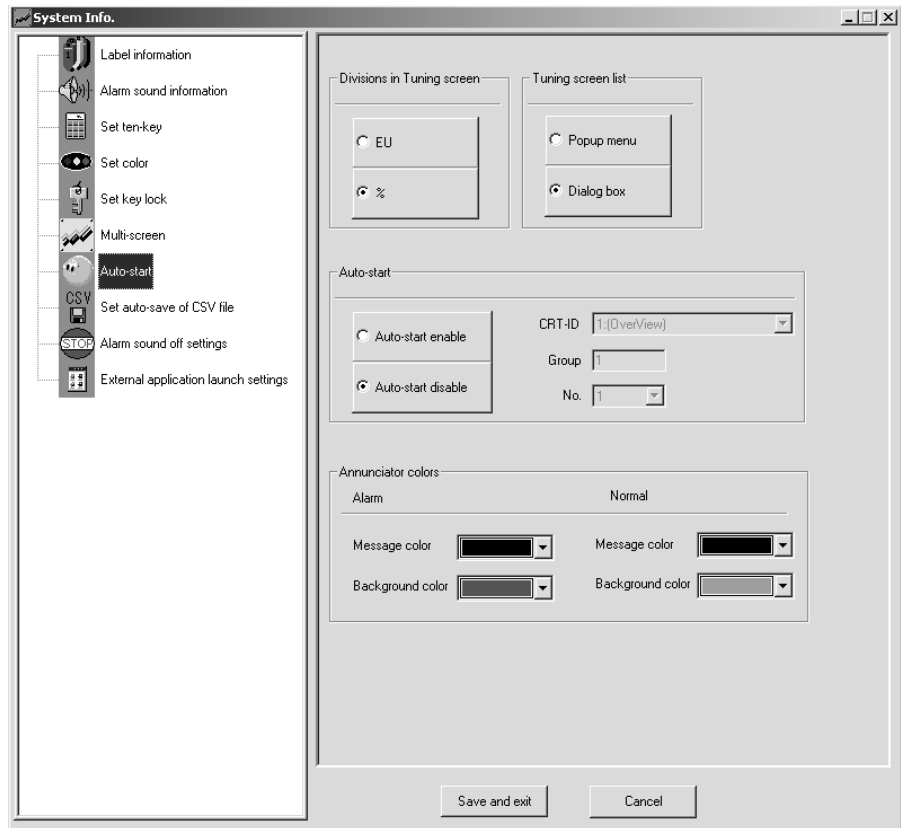 System Info.
Label information
Alarm sound information
Set ten-key
Set color
Set key lock
Multi-screen
Auto-start
CSV
Set auto-save of CSV file
STOP
Alarm sound off settings
External application launch settings
Divisions in Tuning screen
EU
%
Tuning screen list
Popup menu
Dialog box
Auto-start
Auto-start enable
Auto-start disable
CRT-ID 1:(OverView)
Group 1
No. 1
Annunciator colors
Alarm Normal
Message color Message color
Background color Background color
Save and exit Cancel